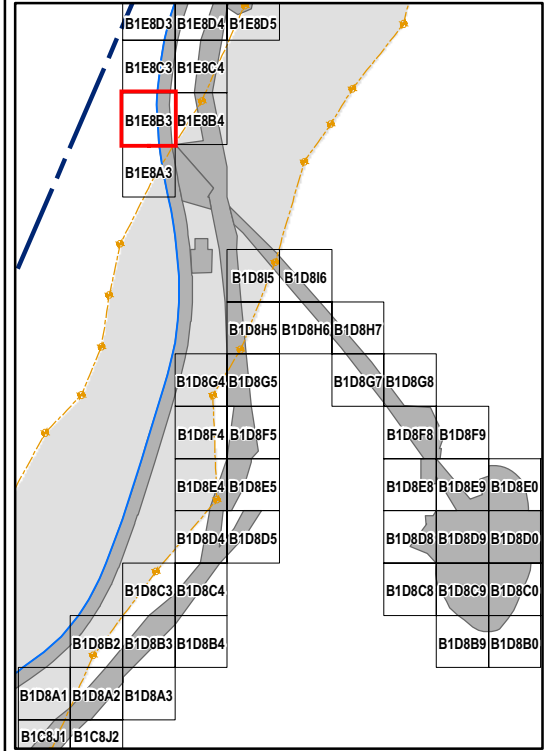 B1E8D3 B1E8D4 B1E8D5
B1E8C3 B1E8C4
B1E8B3 B1E8B4
B1E8A3
B1D8I5 B1D8I6
B1D8H5 B1D8H6 B1D8H7
B1D8G4 B1D8G5 B1D8G7 B1D8G8
B1D8F4 B1D8F5 B1D8F8 B1D8F9
B1D8E4 B1D8E5 B1D8E8 B1D8E9 B1D8E0
B1D8D4 B1D8D5 B1D8D8 B1D8D9 B1D8D0
B1D8C3 B1D8C4 B1D8C8 B1D8C9 B1D8C0
B1D8B2 B1D8B3 B1D8B4 B1D8B9 B1D8B0
B1D8A1 B1D8A2 B1D8A3
B1C8J1 B1C8J2